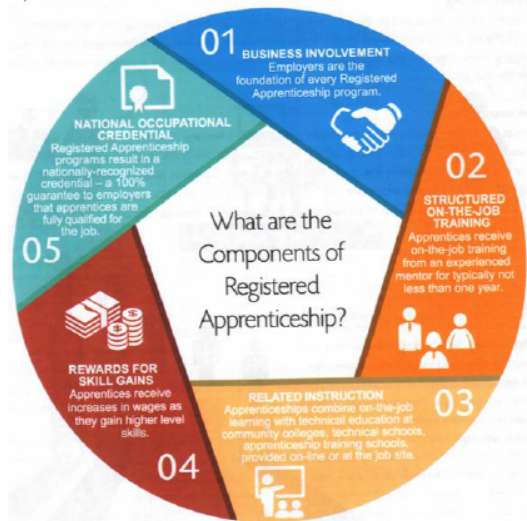 What are the
Components of
Registered
Apprenticeship?
01
BUSINESS INVOLVEMENT
Employers are the
foundation of every Registered
Apprenticeship program.
02
STRUCTURED
ON-THE-JOB
TRAINING
Apprentices receive
on-the-job training
from an experienced
mentor for typically not
less than one year.
03
RELATED INSTRUCTION
Apprenticeships combine on-the-job
learning with technical education at
community colleges, technical schools,
apprenticeship training schools,
provided on-line or at the job site.
04
REWARDS FOR
SKILL GAINS
Apprentices receive
increases in wages as
they gain higher level
skills.
05
NATIONAL OCCUPATIONAL
CREDENTIAL
Registered Apprenticeship
programs result in a
nationally-recognized
credential – a 100%
guarantee to employers
that apprentices are
fully qualified for
the job.